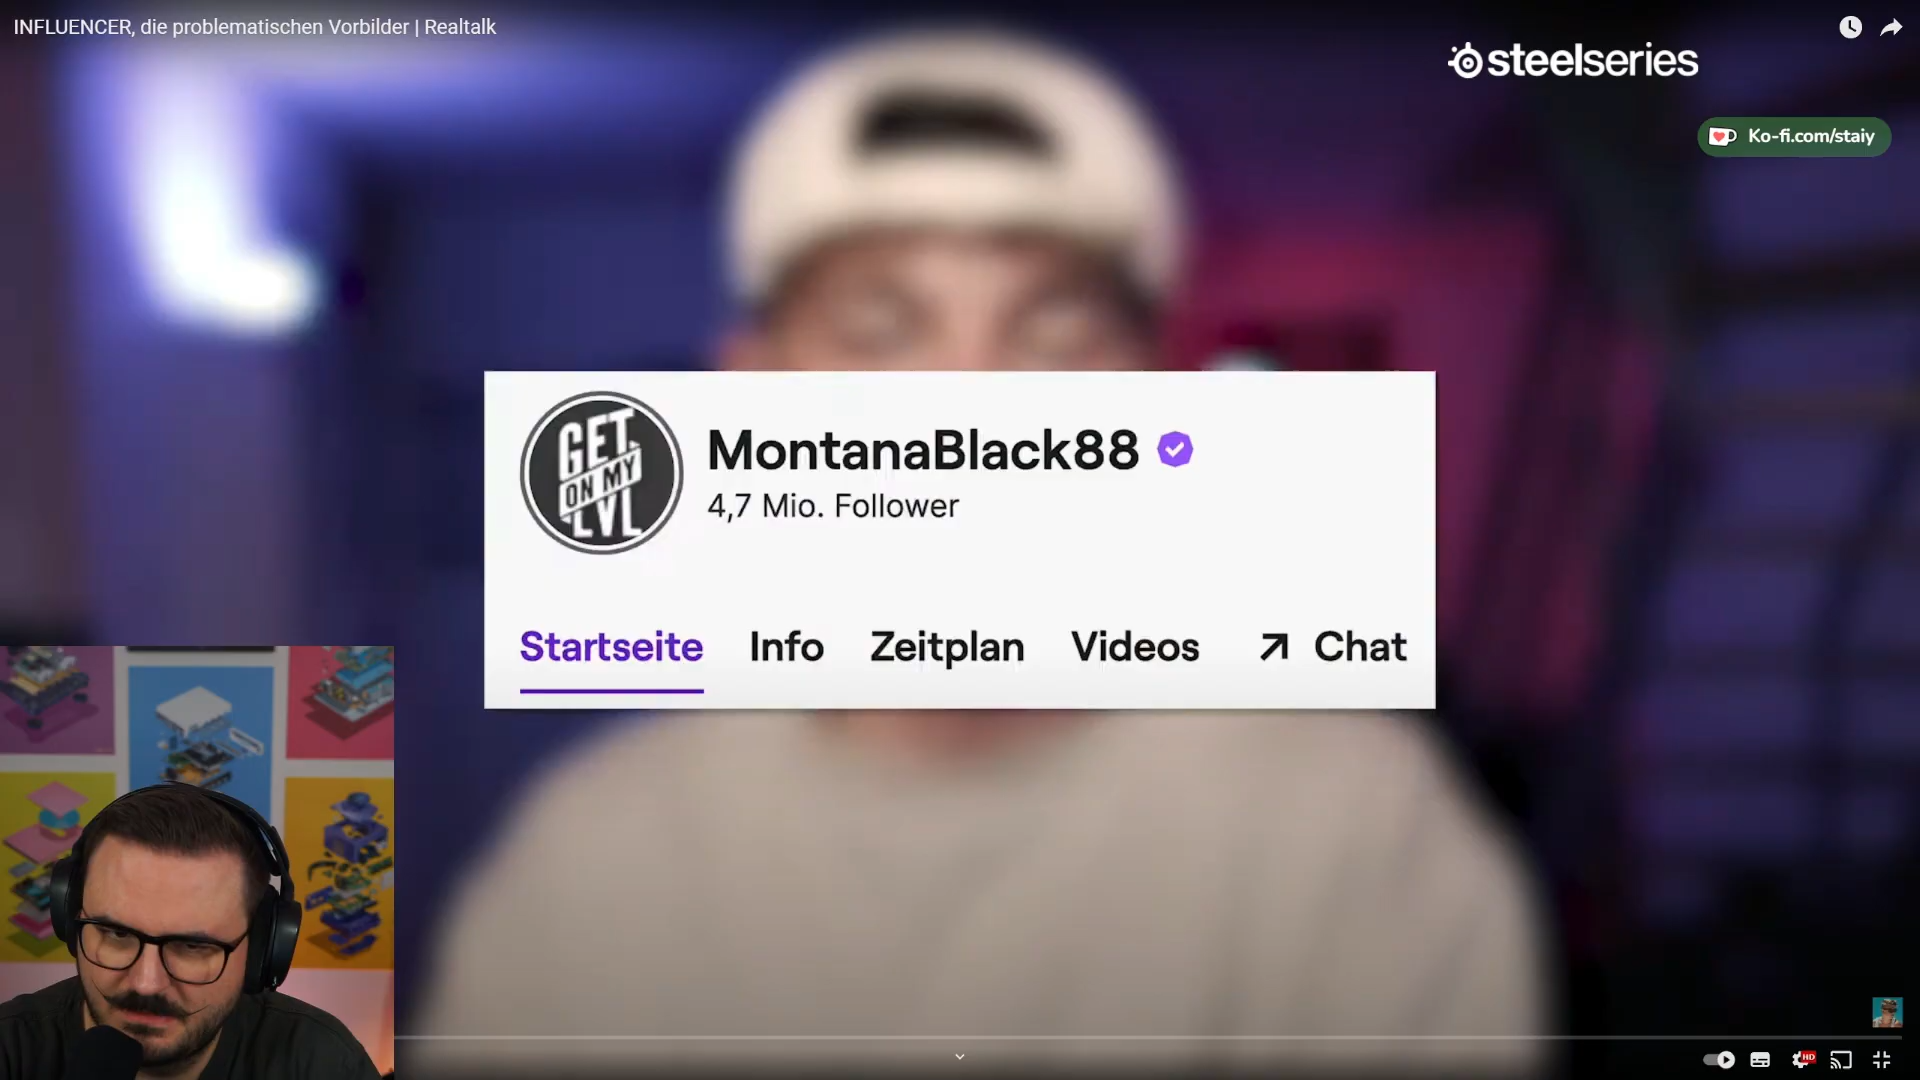 INFLUENCER, die problematischen Vorbilder | Realtalk
steelseries
Ko-fi.com/staiy
GET
ON MY
LVL
MontanaBlack88
4,7 Mio. Follower
Startseite Info Zeitplan Videos Chat
HD